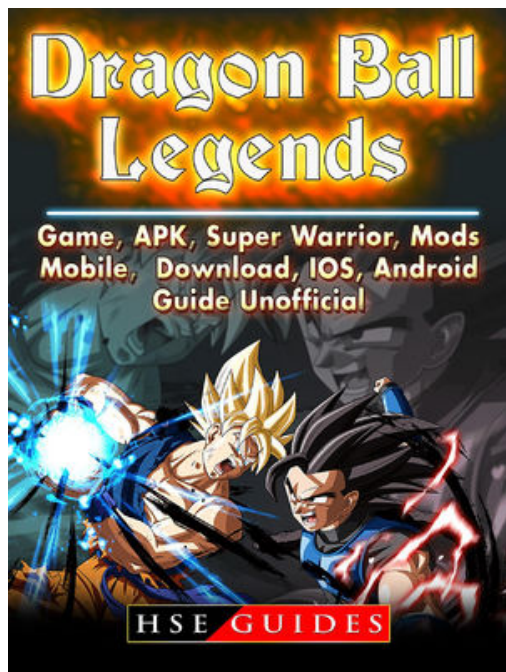 Dragon Ball
Legends
Game, APK, Super Warrior, Mods
Mobile, Download, IOS, Android
Guide Unofficial
HSE GUIDES